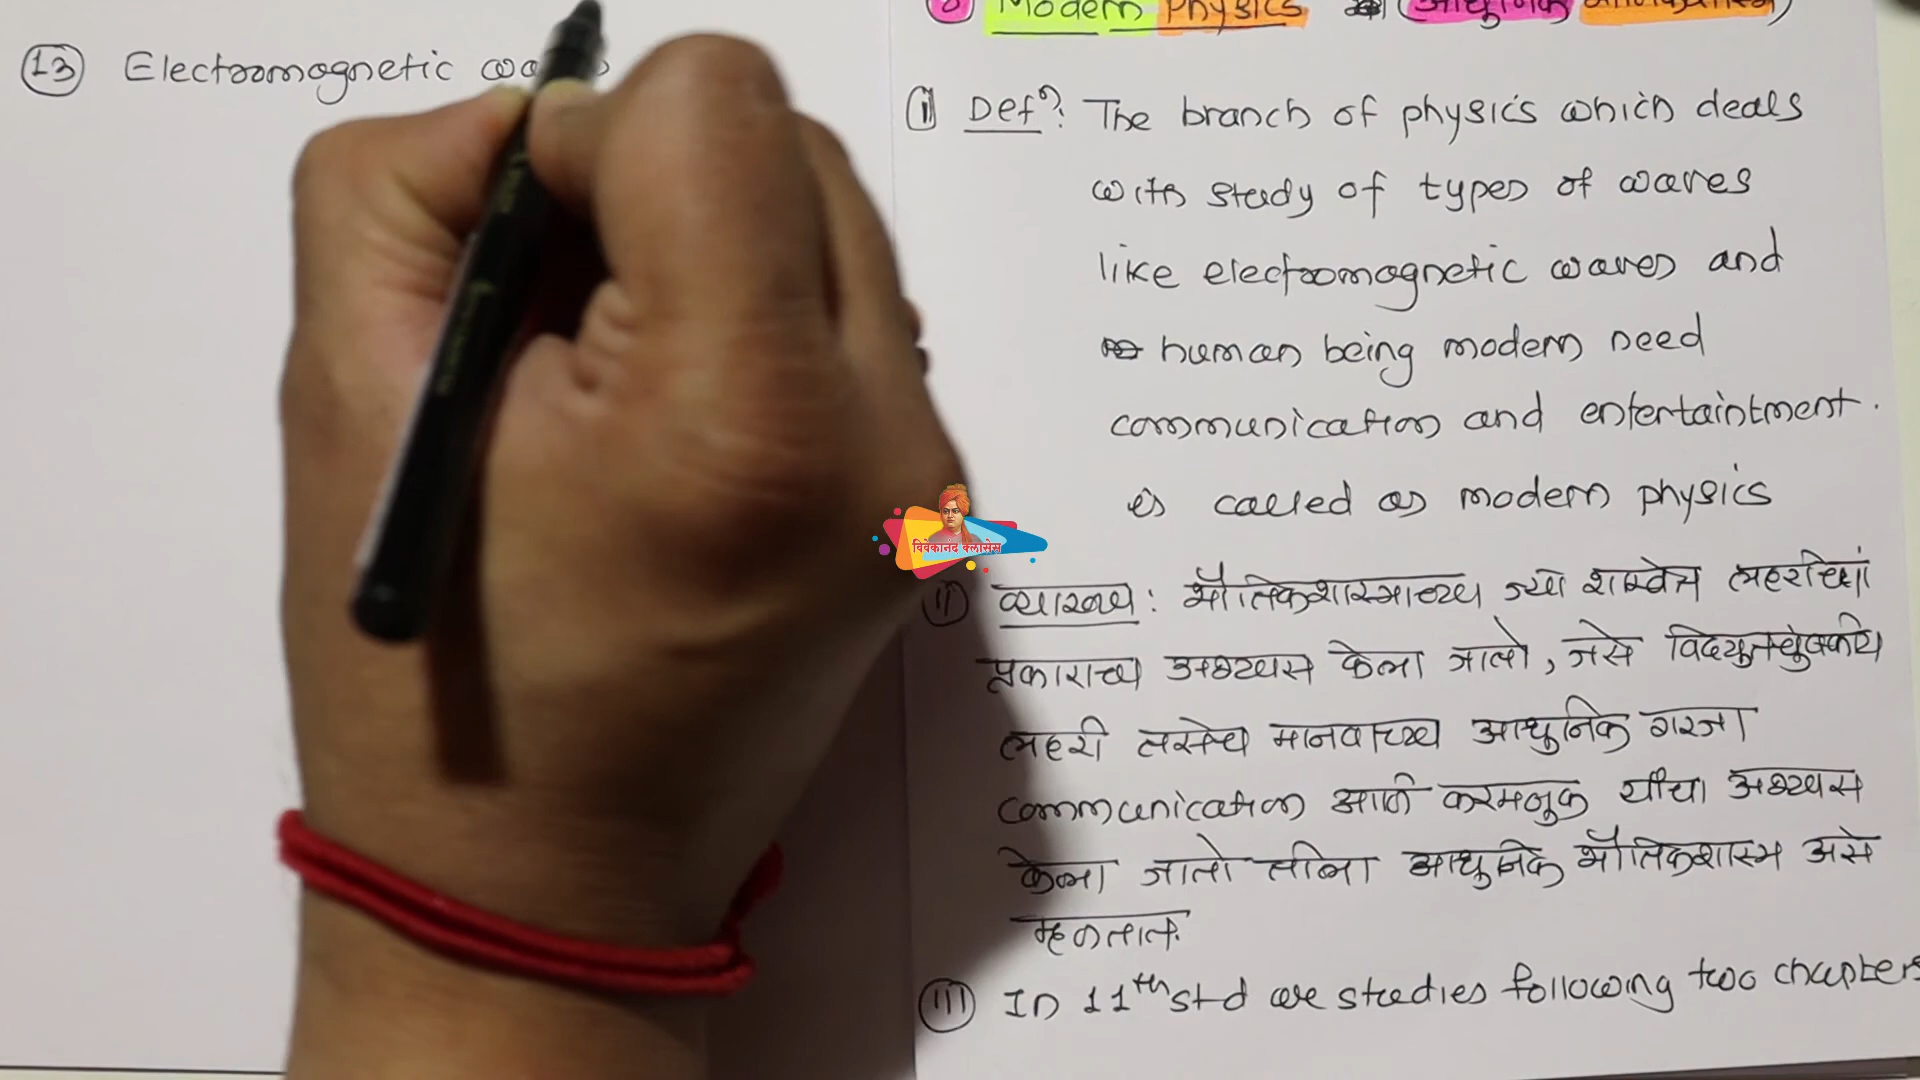 13 Electromagnetic
Modern Physics
i Defn: The branch of physics which deals
with study of types of waves
like electromagnetic waves and
human being modern need
communication and entertaintment.
is called as modern physics
ii व्याख्या : भौतिकशास्त्राच्या ज्या शाखेत लहरींच्या
प्रकाराचा अभ्यास केला जातो, जसे विद्युतचुंबकीय
लहरी तसेच मानवाच्या आधुनिक गरजा
communication आणि करमणूक यांचा अभ्यास
केला जातो तीला आधुनिक भौतिकशास्त्र असे
म्हणतात.
iii In 11th std we studies following two chapters
विवेकानंद क्लासेस